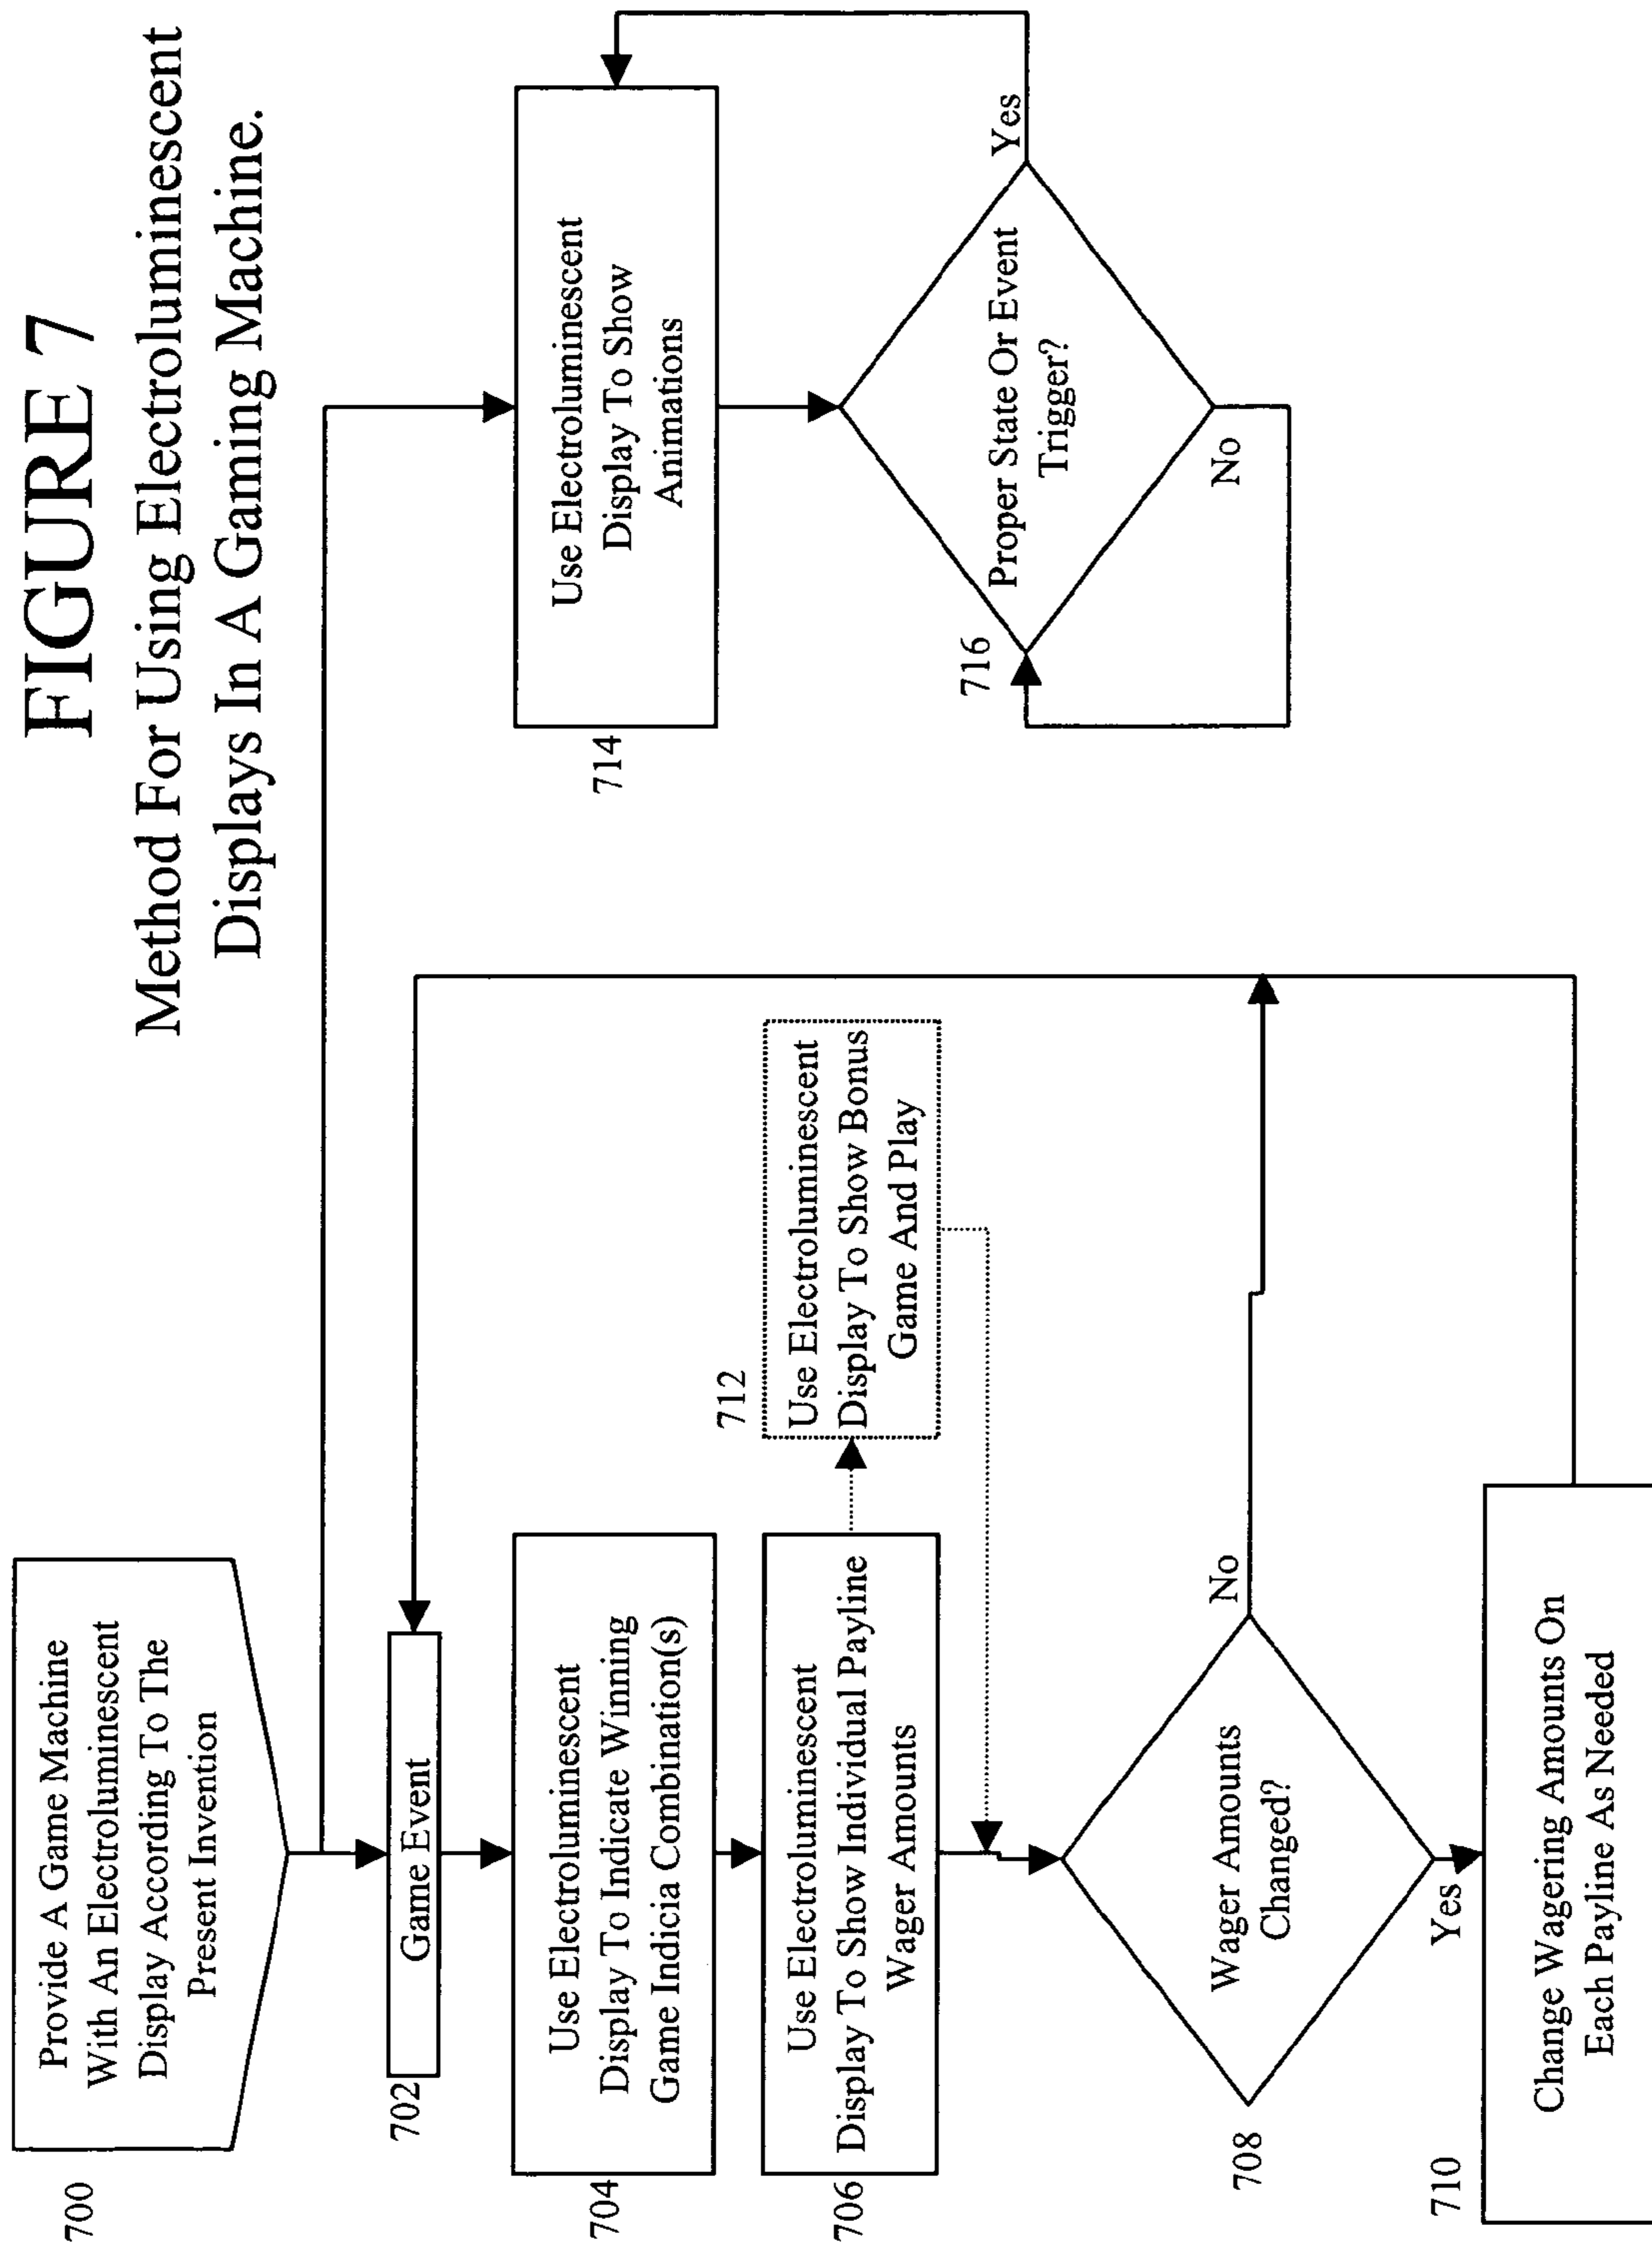 FIGURE 7
Method For Using Electroluminescent
Displays In A Gaming Machine.
700
Provide A Game Machine
With An Electroluminescent
Display According To The
Present Invention
702
Game Event
704
Use Electroluminescent
Display To Indicate Winning
Game Indicia Combination(s)
706
Use Electroluminescent
Display To Show Individual Payline
Wager Amounts
712
Use Electroluminescent
Display To Show Bonus
Game And Play
708
Wager Amounts
Changed?
No
Yes
710
Change Wagering Amounts On
Each Payline As Needed
714
Use Electroluminescent
Display To Show
Animations
716
Proper State Or Event
Trigger?
Yes
No